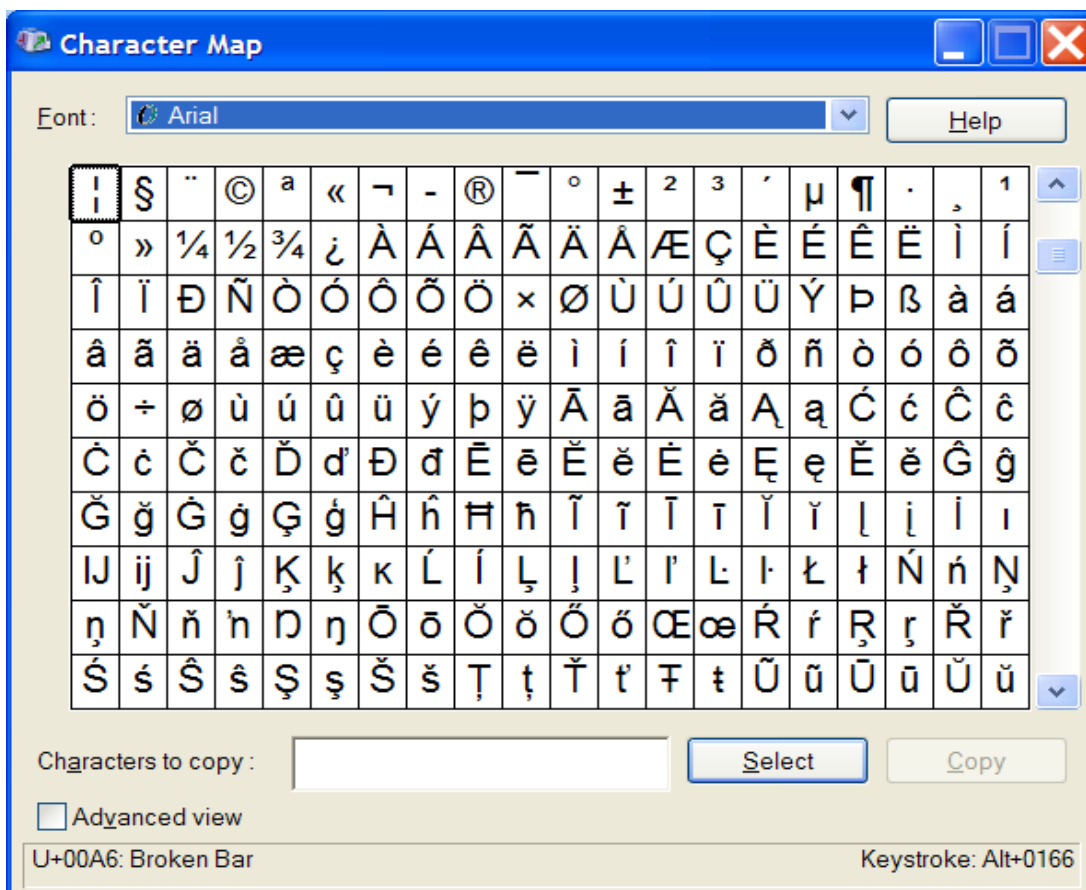 Character Map
Font : Arial Help
¦ § ¨ © ª « ¬ - ® ¯ ° ± ² ³ ´ µ ¶ · ¸ ¹
º » ¼ ½ ¾ ¿ À Á Â Ã Ä Å Æ Ç È É Ê Ë Ì Í
Î Ï Ð Ñ Ò Ó Ô Õ Ö × Ø Ù Ú Û Ü Ý Þ ß à á
â ã ä å æ ç è é ê ë ì í î ï ð ñ ò ó ô õ
ö ÷ ø ù ú û ü ý þ ÿ Ā ā Ă ă Ą ą Ć ć Ĉ ĉ
Ċ ċ Č č Ď ď Đ đ Ē ē Ĕ ĕ Ė ė Ę ę Ě ě Ĝ ĝ
Ğ ğ Ġ ġ Ģ ģ Ĥ ĥ Ħ ħ Ĩ ĩ Ī ī Ĭ ĭ Į į İ ı
Ĳ ĳ Ĵ ĵ Ķ ķ ĸ Ĺ ĺ Ļ ļ Ľ ľ Ŀ ŀ Ł ł Ń ń Ņ
ņ Ň ň ŉ Ŋ ŋ Ō ō Ŏ ŏ Ő ő Œ œ Ŕ ŕ Ŗ ŗ Ř ř
Ś ś Ŝ ŝ Ş ş Š š Ţ ţ Ť ť Ŧ ŧ Ũ ũ Ū ū Ŭ ŭ
Characters to copy : Select Copy
Advanced view
U+00A6: Broken Bar Keystroke: Alt+0166